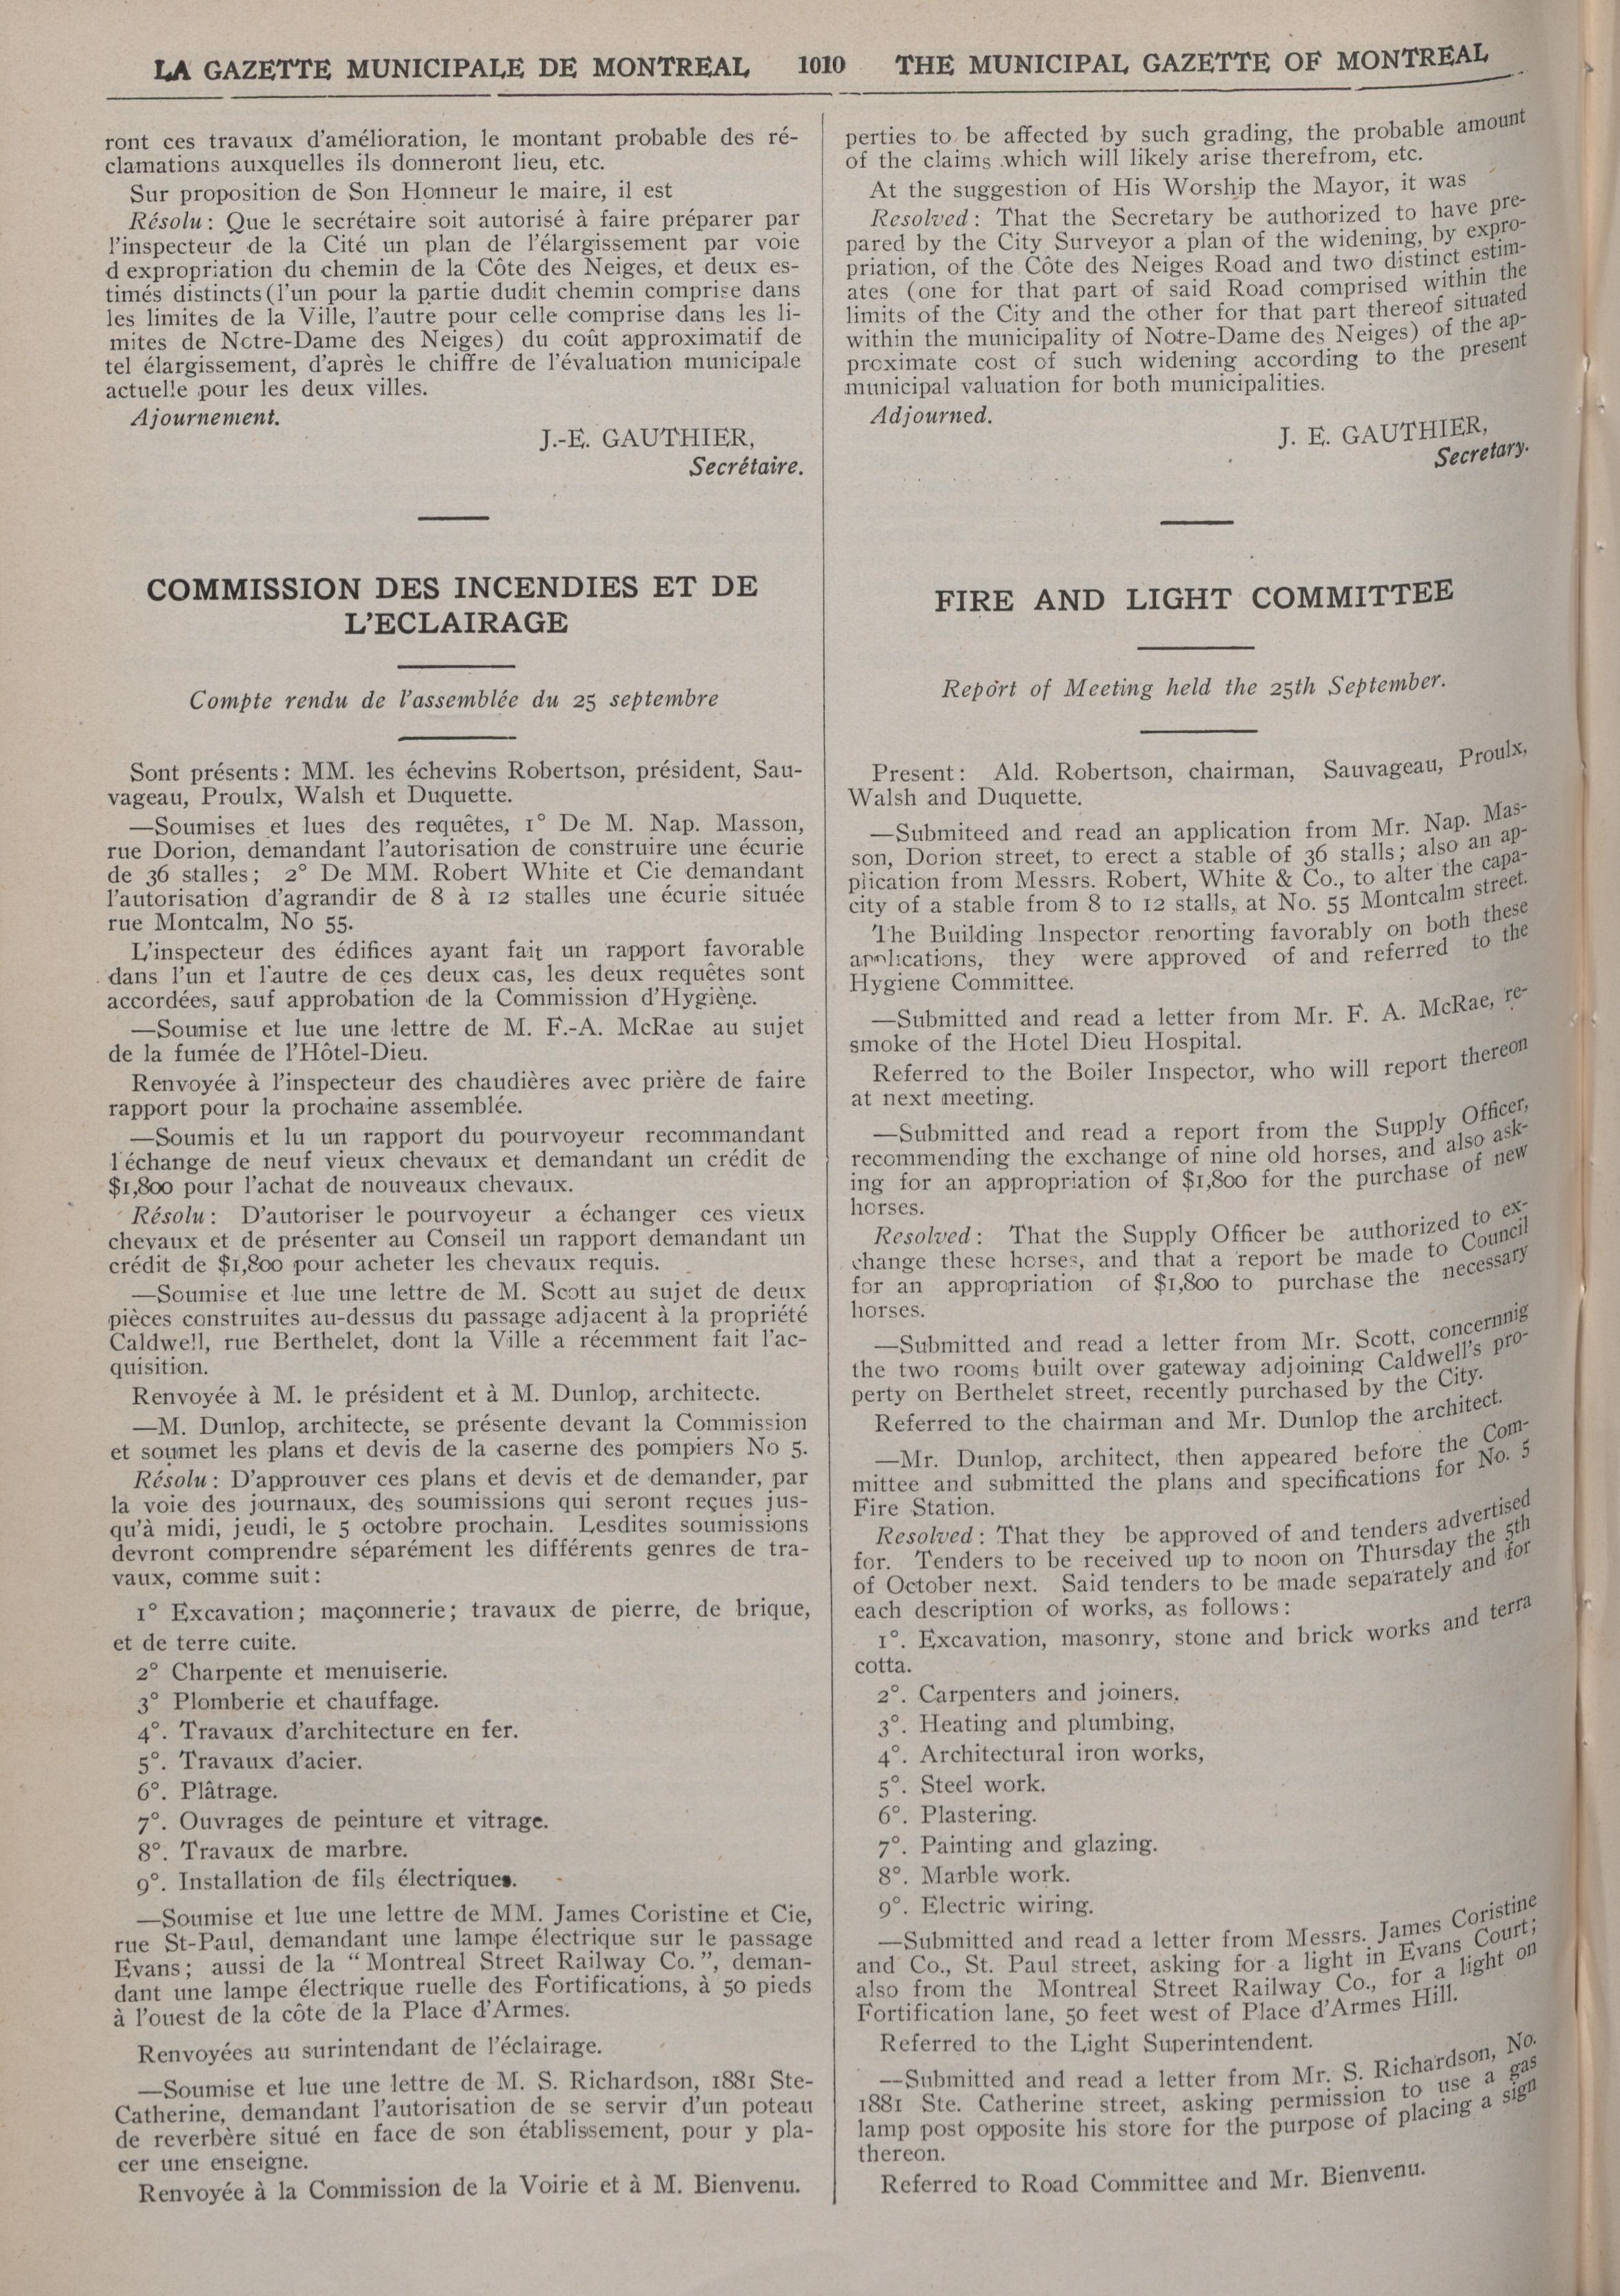 LA GAZETTE MUNICIPALE DE MONTREAL 1010 THE MUNICIPAL GAZETTE OF MONTREAL
ront ces travaux d'amélioration, le montant probable des ré-
clamations auxquelles ils donneront lieu, etc.
Sur proposition de Son Honneur le maire, il est
Résolu: Que le secrétaire soit autorisé à faire préparer par
l'inspecteur de la Cité un plan de l'élargissement par voie
d expropriation du chemin de la Côte des Neiges, et deux es-
timés distincts (l'un pour la partie dudit chemin comprise dans
les limites de la Ville, l'autre pour celle comprise dans les li-
mites de Notre-Dame des Neiges) du coût approximatif de
tel élargissement, d'après le chiffre de l'évaluation municipale
actuelle pour les deux villes.
Ajournement.
J.-E. GAUTHIER,
Secrétaire.
COMMISSION DES INCENDIES ET DE
L'ECLAIRAGE
Compte rendu de l'assemblée du 25 septembre
Sont présents: MM. les échevins Robertson, président, Sau-
vageau, Proulx, Walsh et Duquette.
—Soumises et lues des requêtes, 1° De M. Nap. Masson,
rue Dorion, demandant l'autorisation de construire une écurie
de 36 stalles; 2° De MM. Robert White et Cie demandant
l'autorisation d'agrandir de 8 à 12 stalles une écurie située
rue Montcalm, No 55.
L'inspecteur des édifices ayant fait un rapport favorable
dans l'un et l'autre de ces deux cas, les deux requêtes sont
accordées, sauf approbation de la Commission d'Hygiène.
—Soumise et lue une lettre de M. F.-A. McRae au sujet
de la fumée de l'Hôtel-Dieu.
Renvoyée à l'inspecteur des chaudières avec prière de faire
rapport pour la prochaine assemblée.
—Soumis et lu un rapport du pourvoyeur recommandant
l'échange de neuf vieux chevaux et demandant un crédit de
$1,800 pour l'achat de nouveaux chevaux.
Résolu: D'autoriser le pourvoyeur a échanger ces vieux
chevaux et de présenter au Conseil un rapport demandant un
crédit de $1,800 pour acheter les chevaux requis.
—Soumise et lue une lettre de M. Scott au sujet de deux
pièces construites au-dessus du passage adjacent à la propriété
Caldwell, rue Berthelet, dont la Ville a récemment fait l'ac-
quisition.
Renvoyée à M. le président et à M. Dunlop, architecte.
—M. Dunlop, architecte, se présente devant la Commission
et soumet les plans et devis de la caserne des pompiers No 5.
Résolu: D'approuver ces plans et devis et de demander, par
la voie des journaux, des soumissions qui seront reçues jus-
qu'à midi, jeudi, le 5 octobre prochain. Lesdites soumissions
devront comprendre séparément les différents genres de tra-
vaux, comme suit:
1° Excavation; maçonnerie; travaux de pierre, de brique,
et de terre cuite.
2° Charpente et menuiserie.
3° Plomberie et chauffage.
4°. Travaux d'architecture en fer.
5°. Travaux d'acier.
6°. Plâtrage.
7°. Ouvrages de peinture et vitrage.
8°. Travaux de marbre.
9°. Installation de fils électriques.
—Soumise et lue une lettre de MM. James Coristine et Cie,
rue St-Paul, demandant une lampe électrique sur le passage
Evans; aussi de la "Montreal Street Railway Co.", deman-
dant une lampe électrique ruelle des Fortifications, à 50 pieds
à l'ouest de la côte de la Place d'Armes.
Renvoyées au surintendant de l'éclairage.
—Soumise et lue une lettre de M. S. Richardson, 1881 Ste-
Catherine, demandant l'autorisation de se servir d'un poteau
de reverbère situé en face de son établissement, pour y pla-
cer une enseigne.
Renvoyée à la Commission de la Voirie et à M. Bienvenu.
perties to be affected by such grading, the probable amount
of the claims which will likely arise therefrom, etc.
At the suggestion of His Worship the Mayor, it was
Resolved: That the Secretary be authorized to have pre-
pared by the City Surveyor a plan of the widening, by expro-
priation, of the Côte des Neiges Road and two distinct estim-
ates (one for that part of said Road comprised within the
limits of the City and the other for that part thereof situated
within the municipality of Notre-Dame des Neiges) of the ap-
proximate cost of such widening according to the present
municipal valuation for both municipalities.
Adjourned.
J. E. GAUTHIER,
Secretary.
FIRE AND LIGHT COMMITTEE
Report of Meeting held the 25th September.
Present: Ald. Robertson, chairman, Sauvageau, Proulx,
Walsh and Duquette.
—Submiteed and read an application from Mr. Nap. Mas-
son, Dorion street, to erect a stable of 36 stalls; also an ap-
plication from Messrs. Robert, White & Co., to alter the capa-
city of a stable from 8 to 12 stalls, at No. 55 Montcalm street.
The Building Inspector reporting favorably on both these
applications, they were approved of and referred to the
Hygiene Committee.
—Submitted and read a letter from Mr. F. A. McRae, re-
smoke of the Hotel Dieu Hospital.
Referred to the Boiler Inspector, who will report thereon
at next meeting.
—Submitted and read a report from the Supply Officer,
recommending the exchange of nine old horses, and also ask-
ing for an appropriation of $1,800 for the purchase of new
horses.
Resolved: That the Supply Officer be authorized to ex-
change these horses, and that a report be made to Council
for an appropriation of $1,800 to purchase the necessary
horses.
—Submitted and read a letter from Mr. Scott, concernnig
the two rooms built over gateway adjoining Caldwell's pro-
perty on Berthelet street, recently purchased by the City.
Referred to the chairman and Mr. Dunlop the architect.
—Mr. Dunlop, architect, then appeared before the Com-
mittee and submitted the plans and specifications for No. 5
Fire Station.
Resolved: That they be approved of and tenders advertised
for. Tenders to be received up to noon on Thursday the 5th
of October next. Said tenders to be made separately and for
each description of works, as follows:
1°. Excavation, masonry, stone and brick works and terra
cotta.
2°. Carpenters and joiners,
3°. Heating and plumbing,
4°. Architectural iron works,
5°. Steel work.
6°. Plastering.
7°. Painting and glazing.
8°. Marble work.
9°. Electric wiring.
—Submitted and read a letter from Messrs. James Coristine
and Co., St. Paul street, asking for a light in Evans Court;
also from the Montreal Street Railway Co., for a light on
Fortification lane, 50 feet west of Place d'Armes Hill.
Referred to the Light Superintendent.
—Submitted and read a letter from Mr. S. Richardson, No.
1881 Ste. Catherine street, asking permission to use a gas
lamp post opposite his store for the purpose of placing a sign
thereon.
Referred to Road Committee and Mr. Bienvenu.